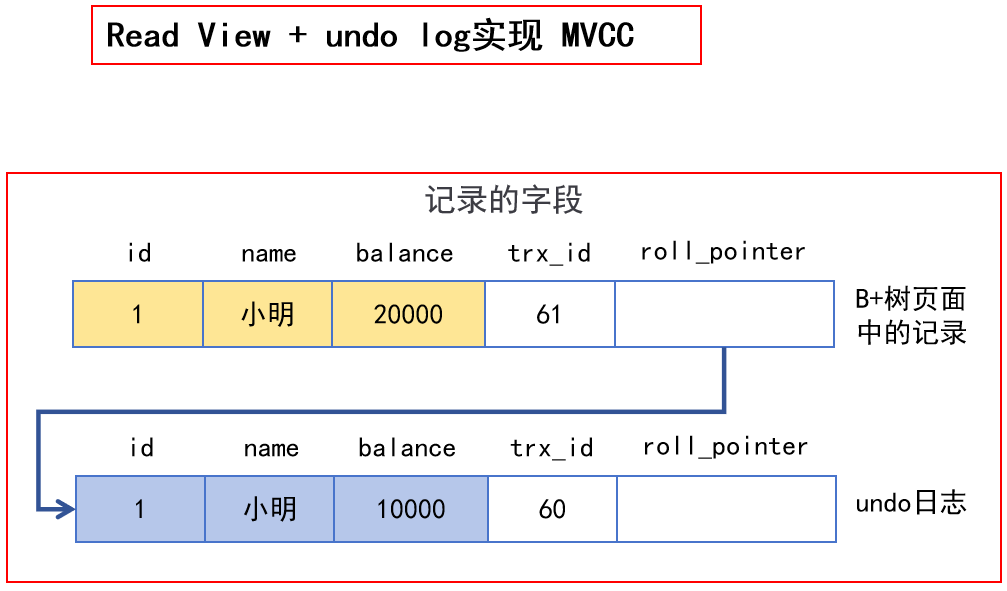 Read View + undo log实现 MVCC
记录的字段
id name balance trx_id roll_pointer
1 小明 20000 61
B+树页面
中的记录
id name balance trx_id roll_pointer
1 小明 10000 60
undo日志